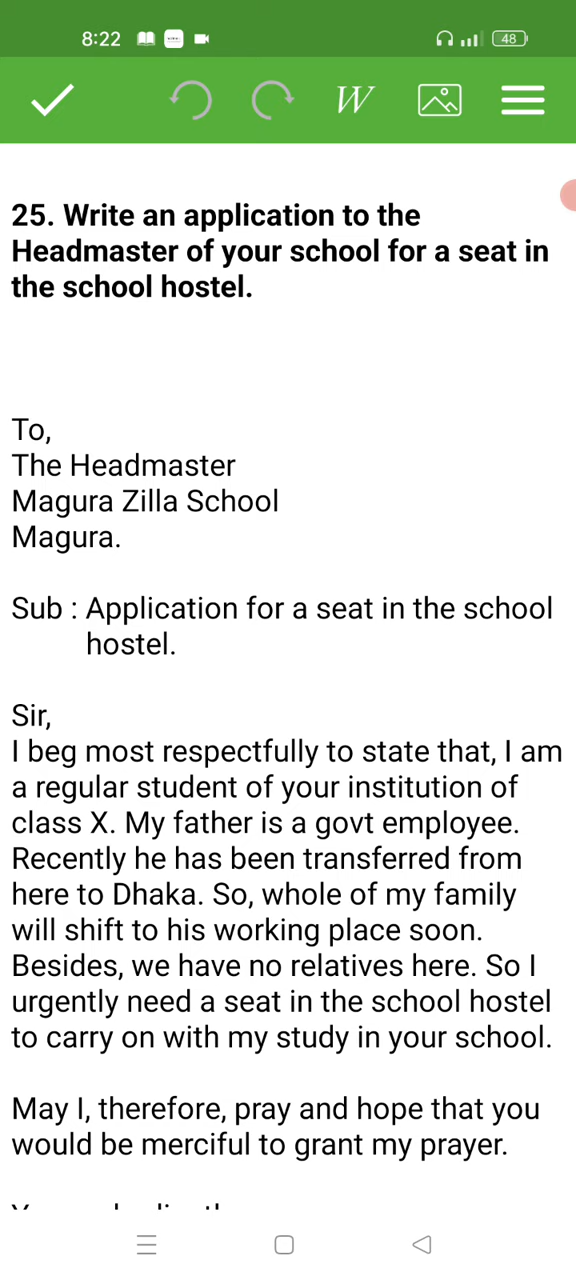 8:22
48
W
25. Write an application to the
Headmaster of your school for a seat in
the school hostel.
To,
The Headmaster
Magura Zilla School
Magura.
Sub : Application for a seat in the school
hostel.
Sir,
I beg most respectfully to state that, I am
a regular student of your institution of
class X. My father is a govt employee.
Recently he has been transferred from
here to Dhaka. So, whole of my family
will shift to his working place soon.
Besides, we have no relatives here. So I
urgently need a seat in the school hostel
to carry on with my study in your school.
May I, therefore, pray and hope that you
would be merciful to grant my prayer.